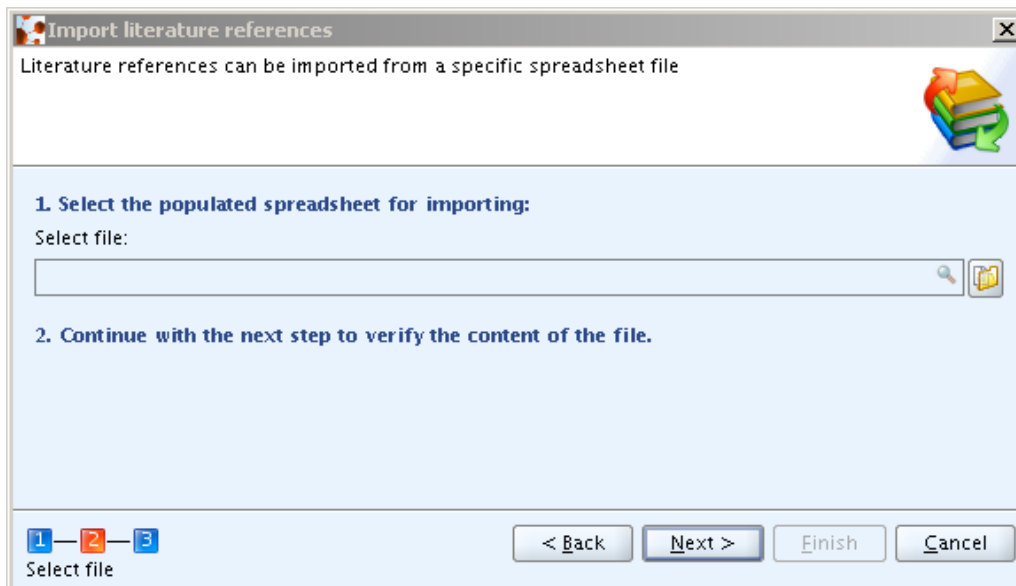 Import literature references
Literature references can be imported from a specific spreadsheet file
1. Select the populated spreadsheet for importing:
Select file:
2. Continue with the next step to verify the content of the file.
1 2 3
< Back Next > Finish Cancel
Select file